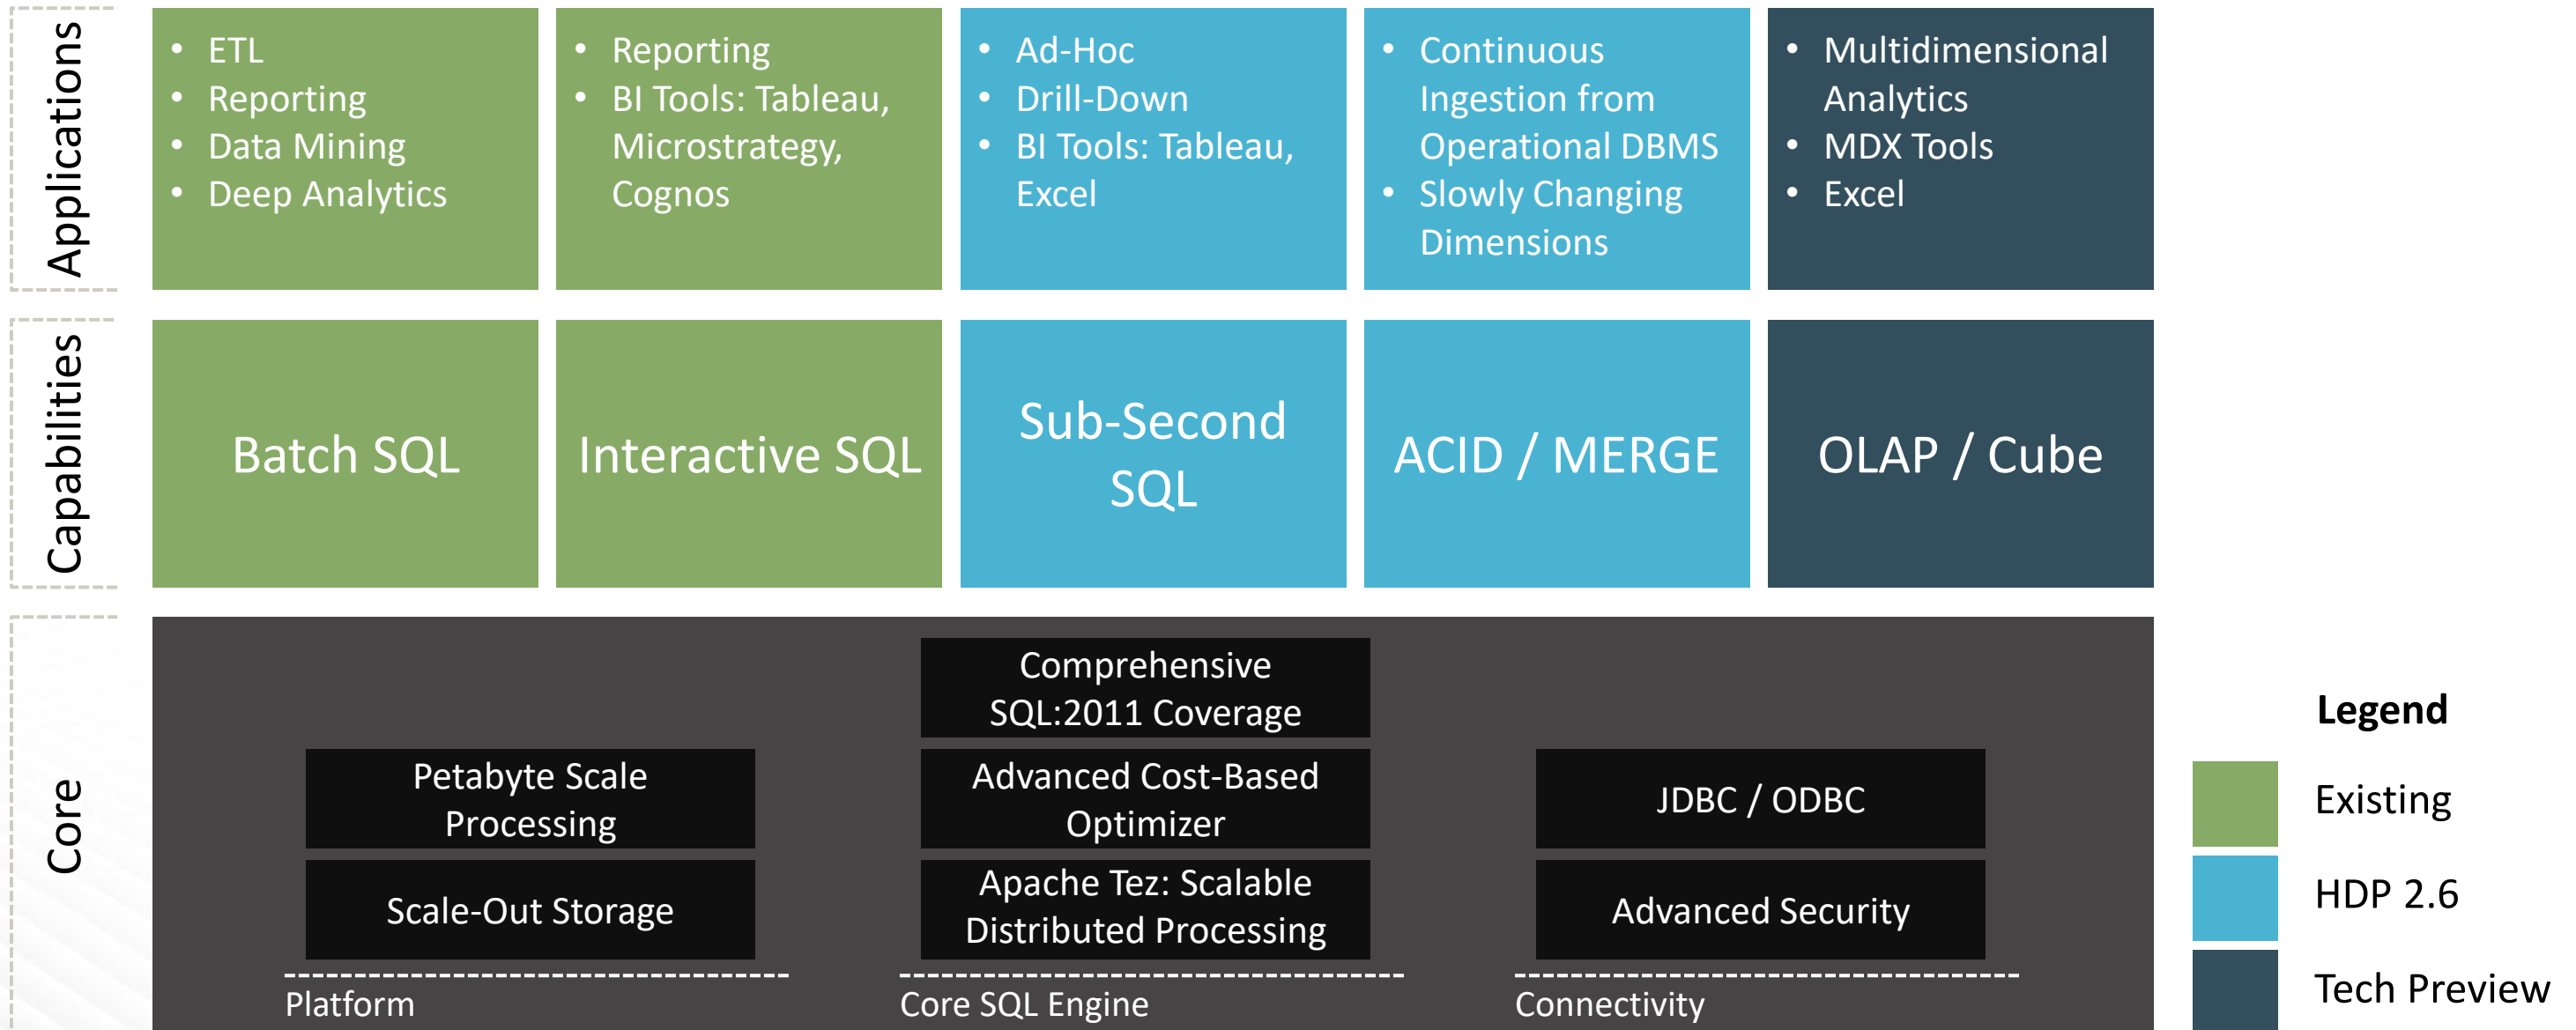 Applications
• ETL
• Reporting
• Data Mining
• Deep Analytics
• Reporting
• BI Tools: Tableau,
Microstrategy,
Cognos
• Ad-Hoc
• Drill-Down
• BI Tools: Tableau,
Excel
• Continuous
Ingestion from
Operational DBMS
• Slowly Changing
Dimensions
• Multidimensional
Analytics
• MDX Tools
• Excel
Capabilities
Batch SQL
Interactive SQL
Sub-Second
SQL
ACID / MERGE
OLAP / Cube
Core
Petabyte Scale
Processing
Scale-Out Storage
Platform
Comprehensive
SQL:2011 Coverage
Advanced Cost-Based
Optimizer
Apache Tez: Scalable
Distributed Processing
Core SQL Engine
JDBC / ODBC
Advanced Security
Connectivity
Legend
Existing
HDP 2.6
Tech Preview